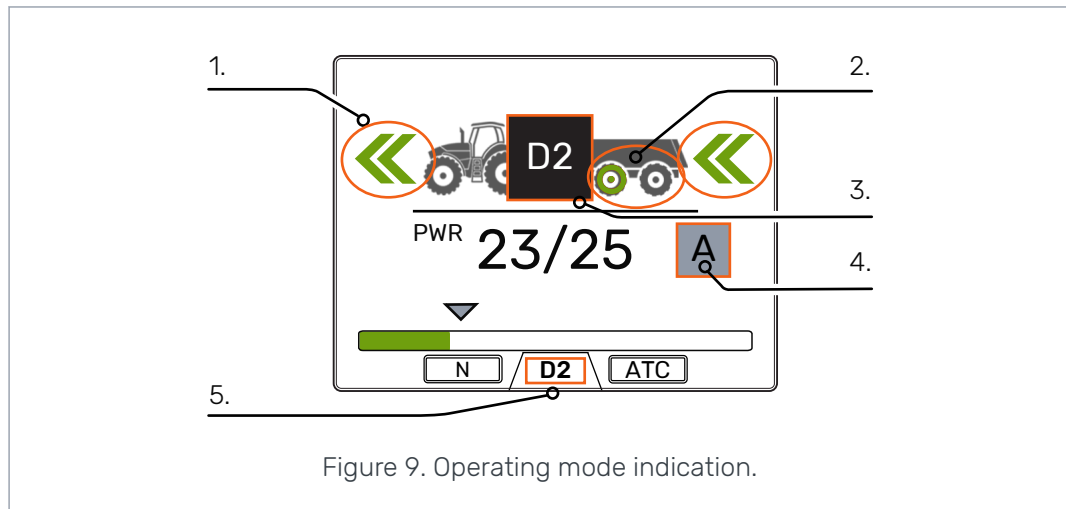 1.
2.
D2
3.
PWR 23/25
A
4.
N
D2
ATC
5.
Figure 9. Operating mode indication.